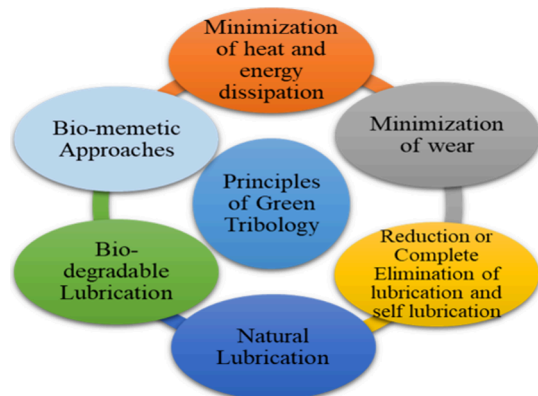 Minimization
of heat and
energy
dissipation
Bio-memetic
Approaches
Minimization
of wear
Principles
of Green
Tribology
Bio-
degradable
Lubrication
Reduction or
Complete
Elimination of
lubrication and
self lubrication
Natural
Lubrication